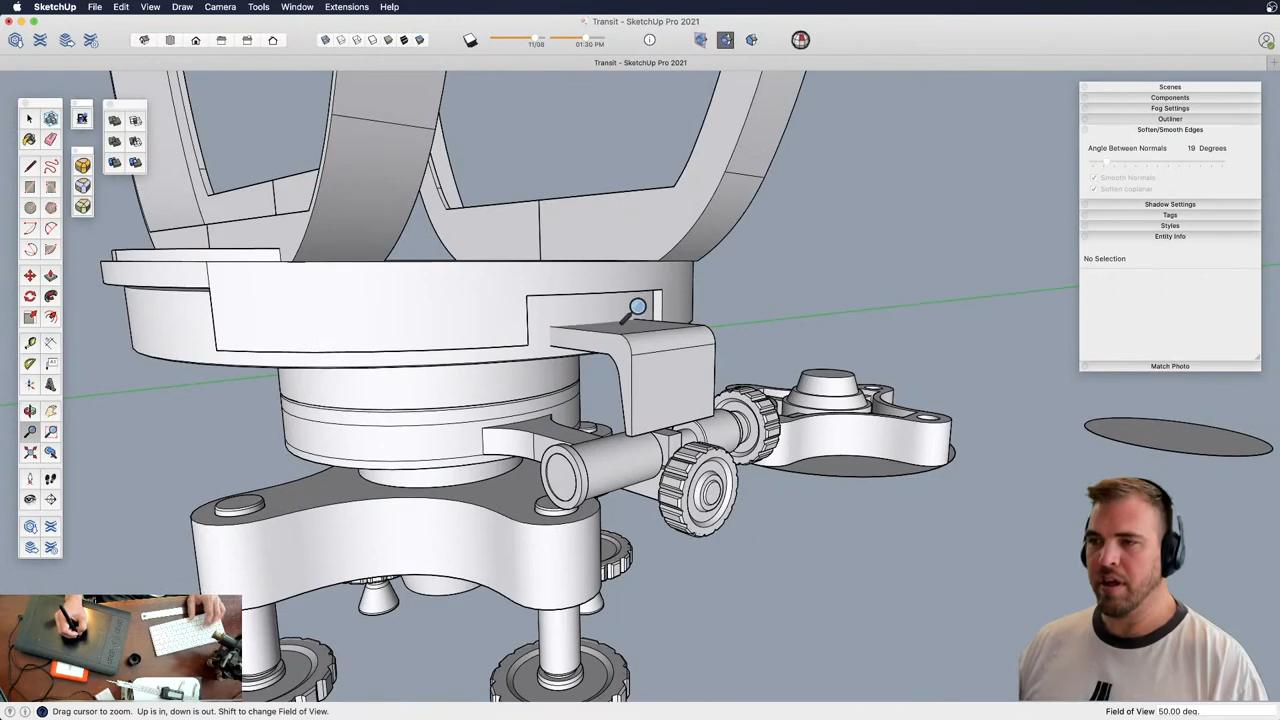 SketchUp File Edit View Draw Camera Tools Window Extensions Help
Transit - SketchUp Pro 2021
11/08 01:30 PM
Transit - SketchUp Pro 2021
Scenes
Components
Fog Settings
Outliner
Soften/Smooth Edges
Angle Between Normals 19 Degrees
Smooth Normals
Soften coplanar
Shadow Settings
Tags
Styles
Entity Info
No Selection
Match Photo
Drag cursor to zoom. Up is in, down is out. Shift to change Field of View. Field of View 50.00 deg.